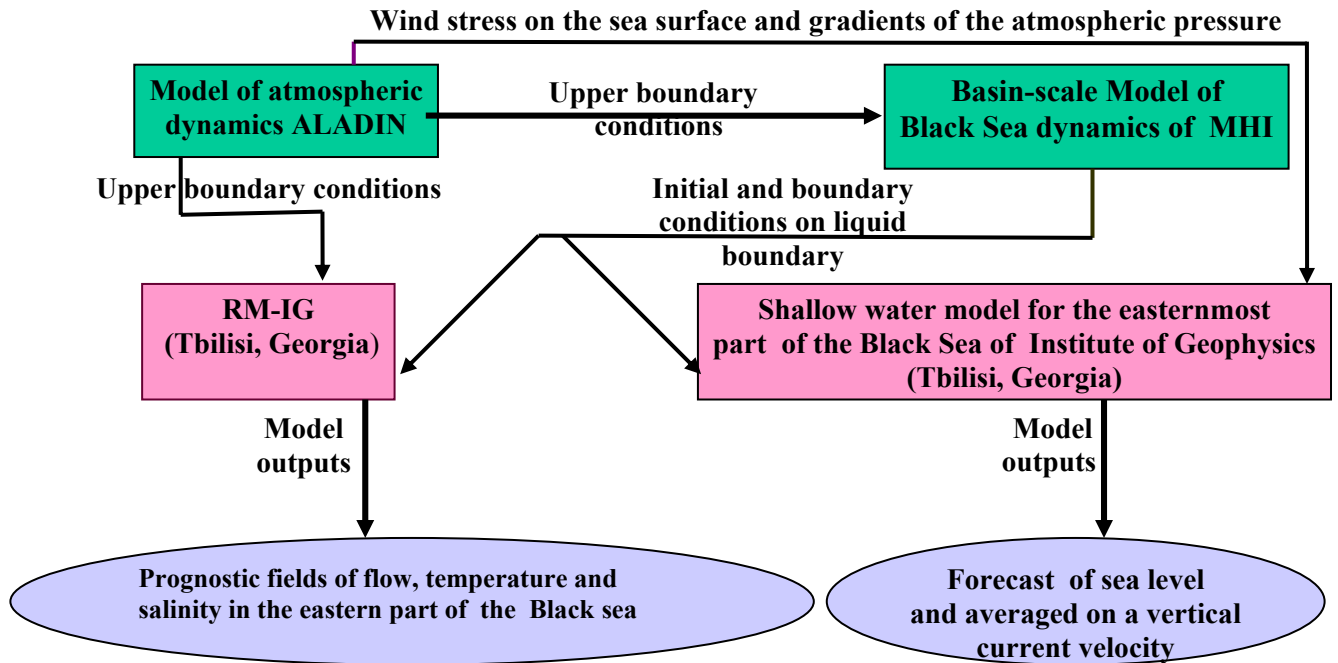 Wind stress on the sea surface and gradients of the atmospheric pressure
Model of atmospheric
dynamics ALADIN
Upper boundary
conditions
Basin-scale Model of
Black Sea dynamics of MHI
Upper boundary conditions
Initial and boundary
conditions on liquid
boundary
RM-IG
(Tbilisi, Georgia)
Shallow water model for the easternmost
part of the Black Sea of Institute of Geophysics
(Tbilisi, Georgia)
Model
outputs
Model
outputs
Prognostic fields of flow, temperature and
salinity in the eastern part of the Black sea
Forecast of sea level
and averaged on a vertical
current velocity